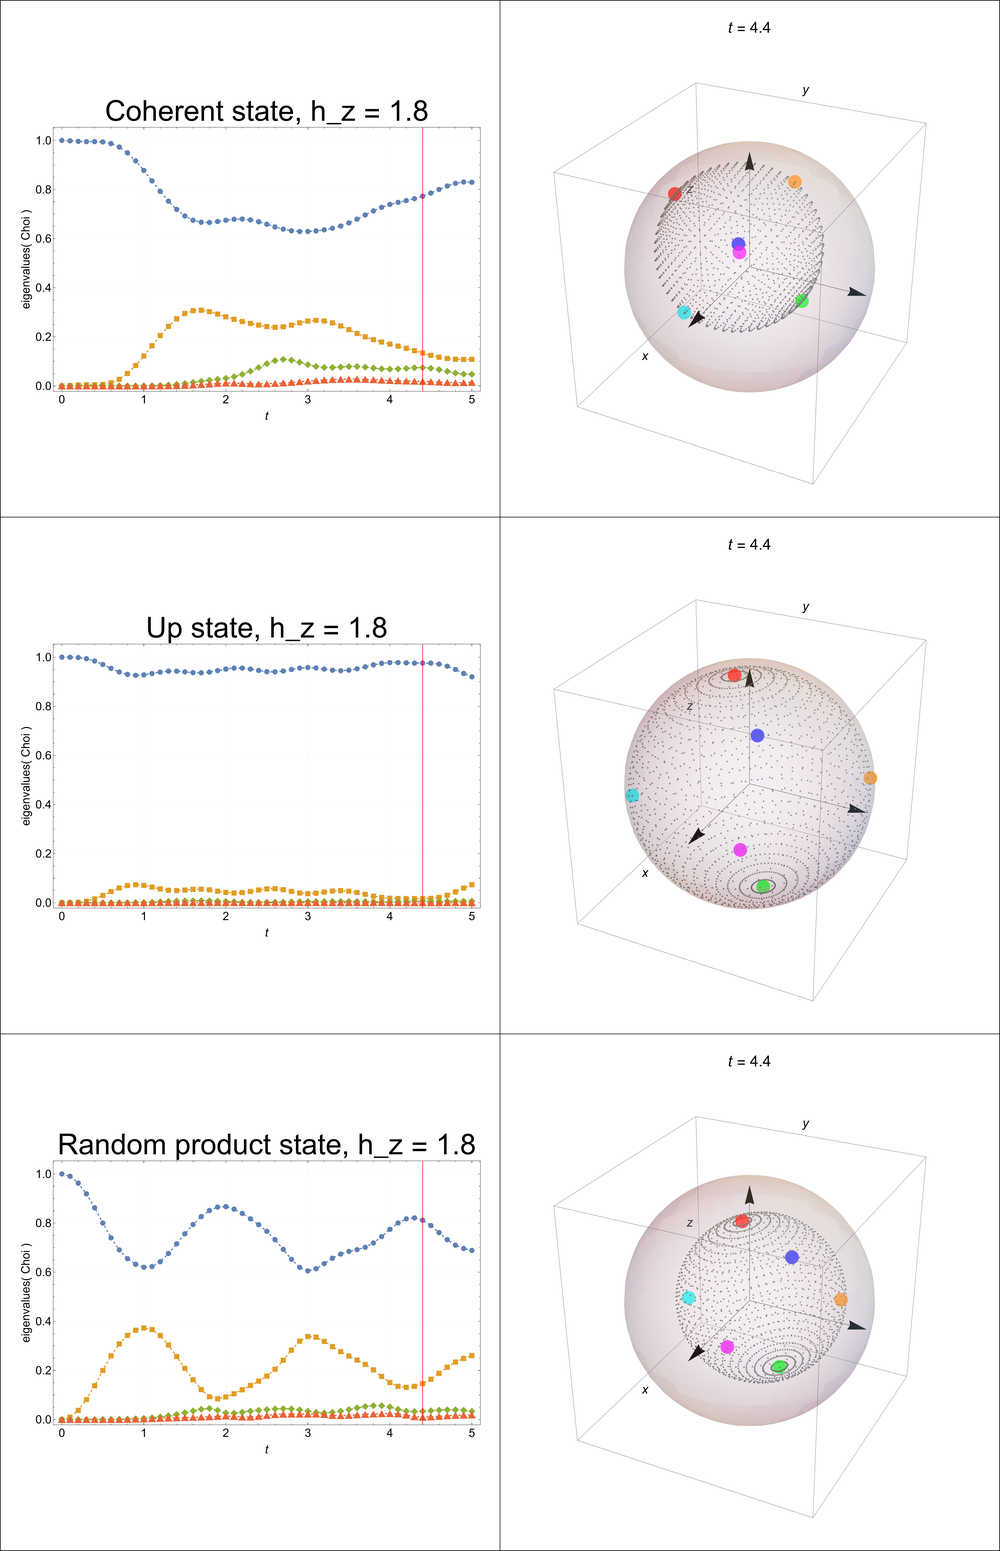 Coherent state, h_z = 1.8
eigenvalues( Choi )
1.0
0.8
0.6
0.4
0.2
0.0
0 1 2 3 4 5
t
t = 4.4
y
z
x
Up state, h_z = 1.8
eigenvalues( Choi )
1.0
0.8
0.6
0.4
0.2
0.0
0 1 2 3 4 5
t
t = 4.4
y
z
x
Random product state, h_z = 1.8
eigenvalues( Choi )
1.0
0.8
0.6
0.4
0.2
0.0
0 1 2 3 4 5
t
t = 4.4
y
z
x